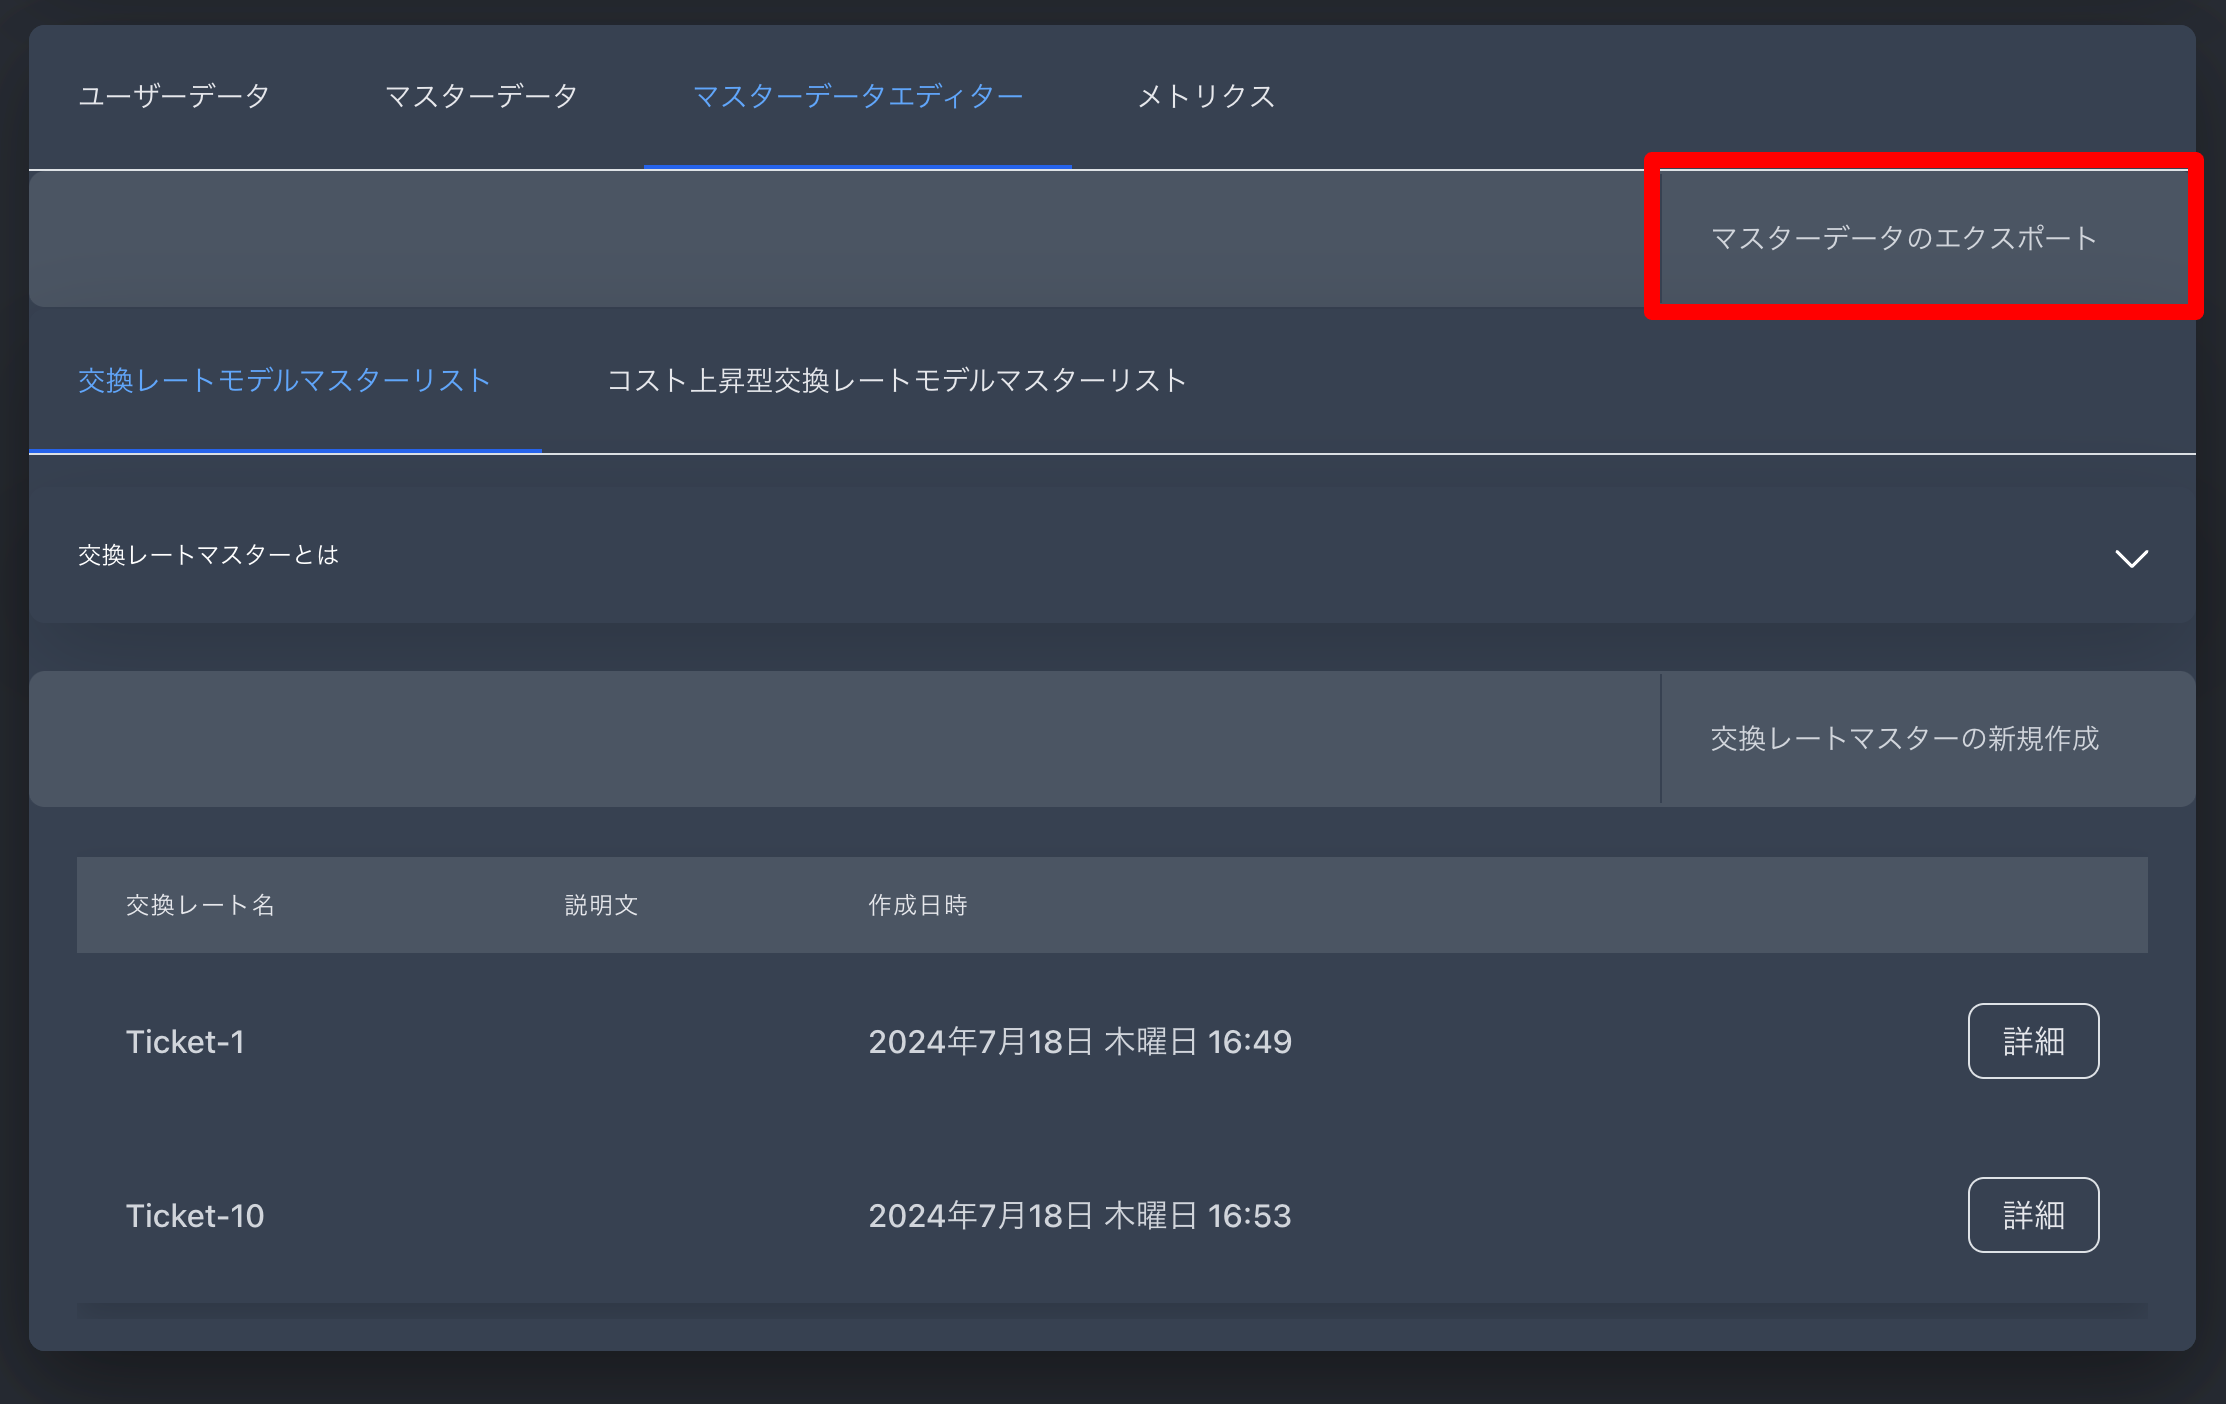 ユーザーデータ マスターデータ マスターデータエディター メトリクス
マスターデータのエクスポート
交換レートモデルマスターリスト コスト上昇型交換レートモデルマスターリスト
交換レートマスターとは
交換レートマスターの新規作成
交換レート名 説明文 作成日時
Ticket-1 2024年7月18日 木曜日 16:49 詳細
Ticket-10 2024年7月18日 木曜日 16:53 詳細